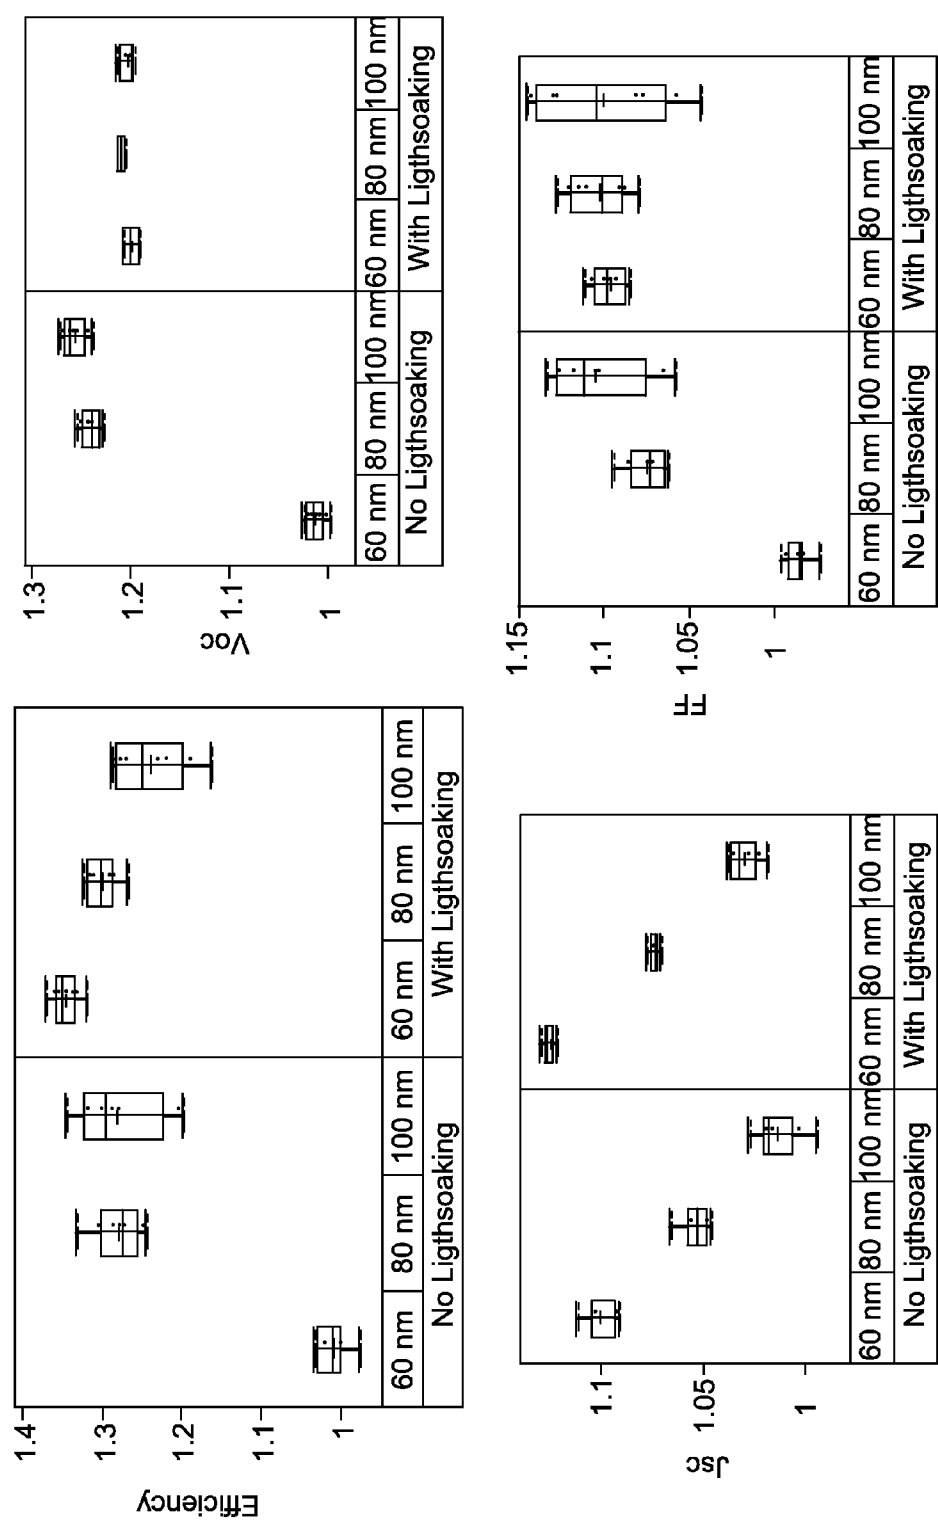 Efficiency
1.4
1.3
1.2
1.1
1
60 nm 80 nm 100 nm 60 nm 80 nm 100 nm
No Ligthsoaking With Ligthsoaking
Voc
1.3
1.2
1.1
1
60 nm 80 nm 100 nm 60 nm 80 nm 100 nm
No Ligthsoaking With Ligthsoaking
Jsc
1.1
1.05
1
60 nm 80 nm 100 nm 60 nm 80 nm 100 nm
No Ligthsoaking With Ligthsoaking
FF
1.15
1.1
1.05
1
60 nm 80 nm 100 nm 60 nm 80 nm 100 nm
No Ligthsoaking With Ligthsoaking